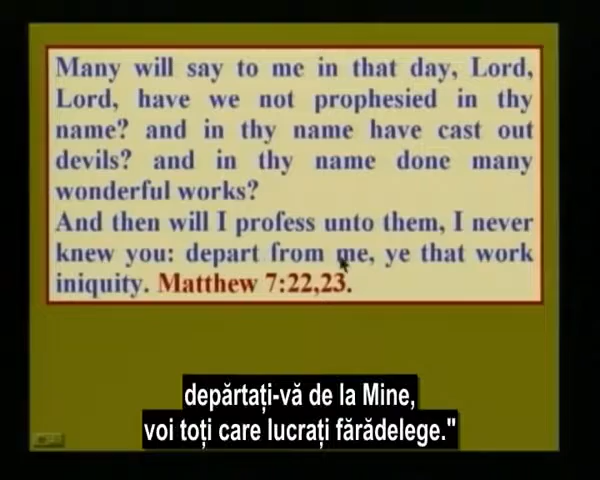 Many will say to me in that day, Lord,
Lord, have we not prophesied in thy
name? and in thy name have cast out
devils? and in thy name done many
wonderful works?
And then will I profess unto them, I never
knew you: depart from me, ye that work
iniquity. Matthew 7:22,23.
depărtați-vă de la Mine,
voi toți care lucrați fărădelege."